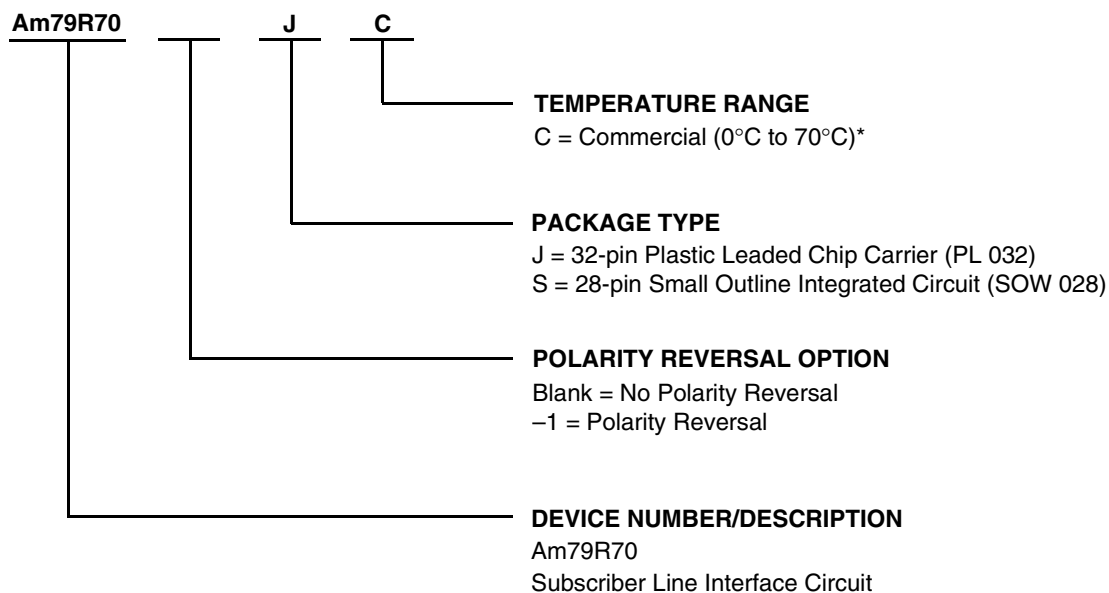 Am79R70 J C
TEMPERATURE RANGE
C = Commercial (0°C to 70°C)*
PACKAGE TYPE
J = 32-pin Plastic Leaded Chip Carrier (PL 032)
S = 28-pin Small Outline Integrated Circuit (SOW 028)
POLARITY REVERSAL OPTION
Blank = No Polarity Reversal
–1 = Polarity Reversal
DEVICE NUMBER/DESCRIPTION
Am79R70
Subscriber Line Interface Circuit